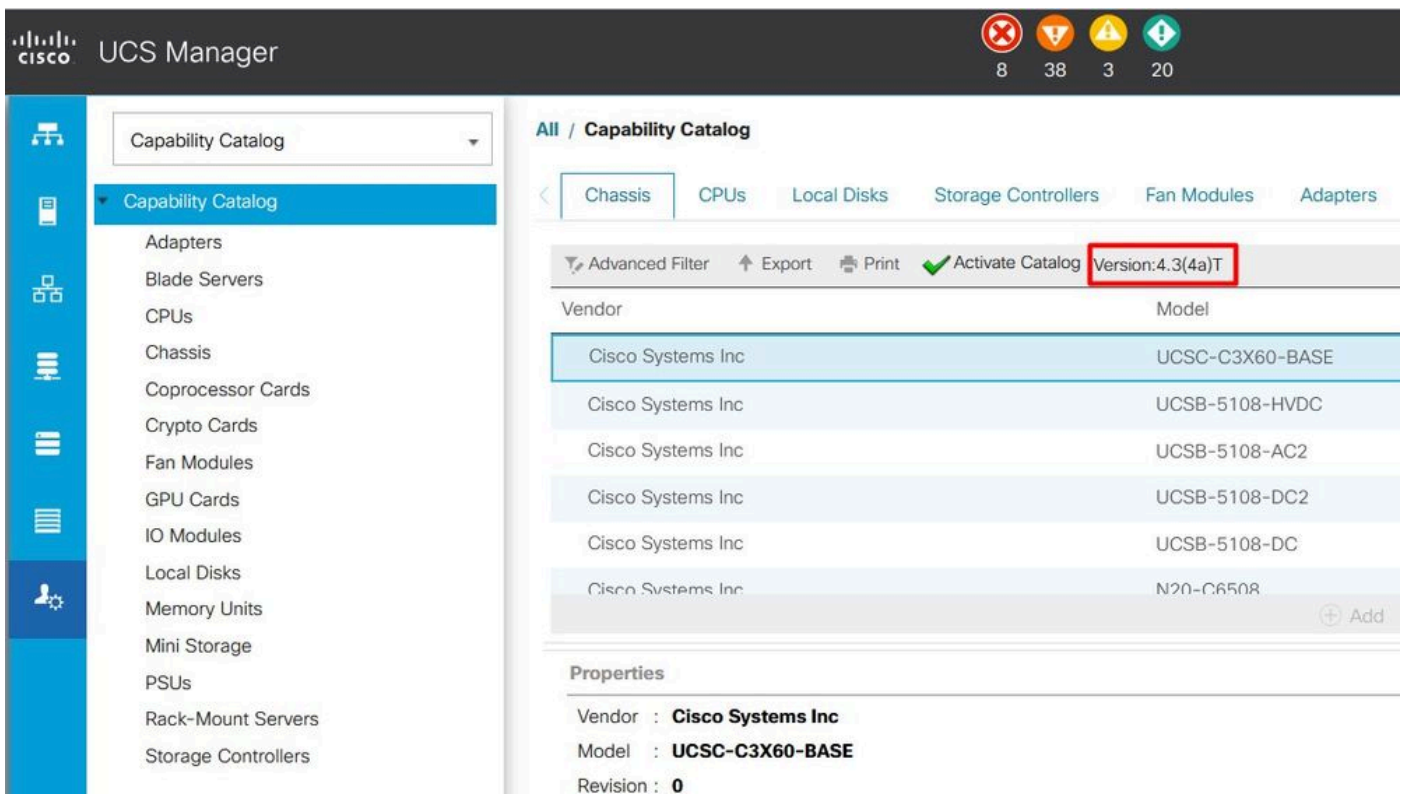 CISCO UCS Manager
8 38 3 20
Capability Catalog
Capability Catalog
Adapters
Blade Servers
CPUs
Chassis
Coprocessor Cards
Crypto Cards
Fan Modules
GPU Cards
IO Modules
Local Disks
Memory Units
Mini Storage
PSUs
Rack-Mount Servers
Storage Controllers
All / Capability Catalog
Chassis CPUs Local Disks Storage Controllers Fan Modules Adapters
Advanced Filter Export Print Activate Catalog Version:4.3(4a)T
Vendor Model
Cisco Systems Inc UCSC-C3X60-BASE
Cisco Systems Inc UCSB-5108-HVDC
Cisco Systems Inc UCSB-5108-AC2
Cisco Systems Inc UCSB-5108-DC2
Cisco Systems Inc UCSB-5108-DC
Cisco Systems Inc N20-C6508
Add
Properties
Vendor : Cisco Systems Inc
Model : UCSC-C3X60-BASE
Revision : 0